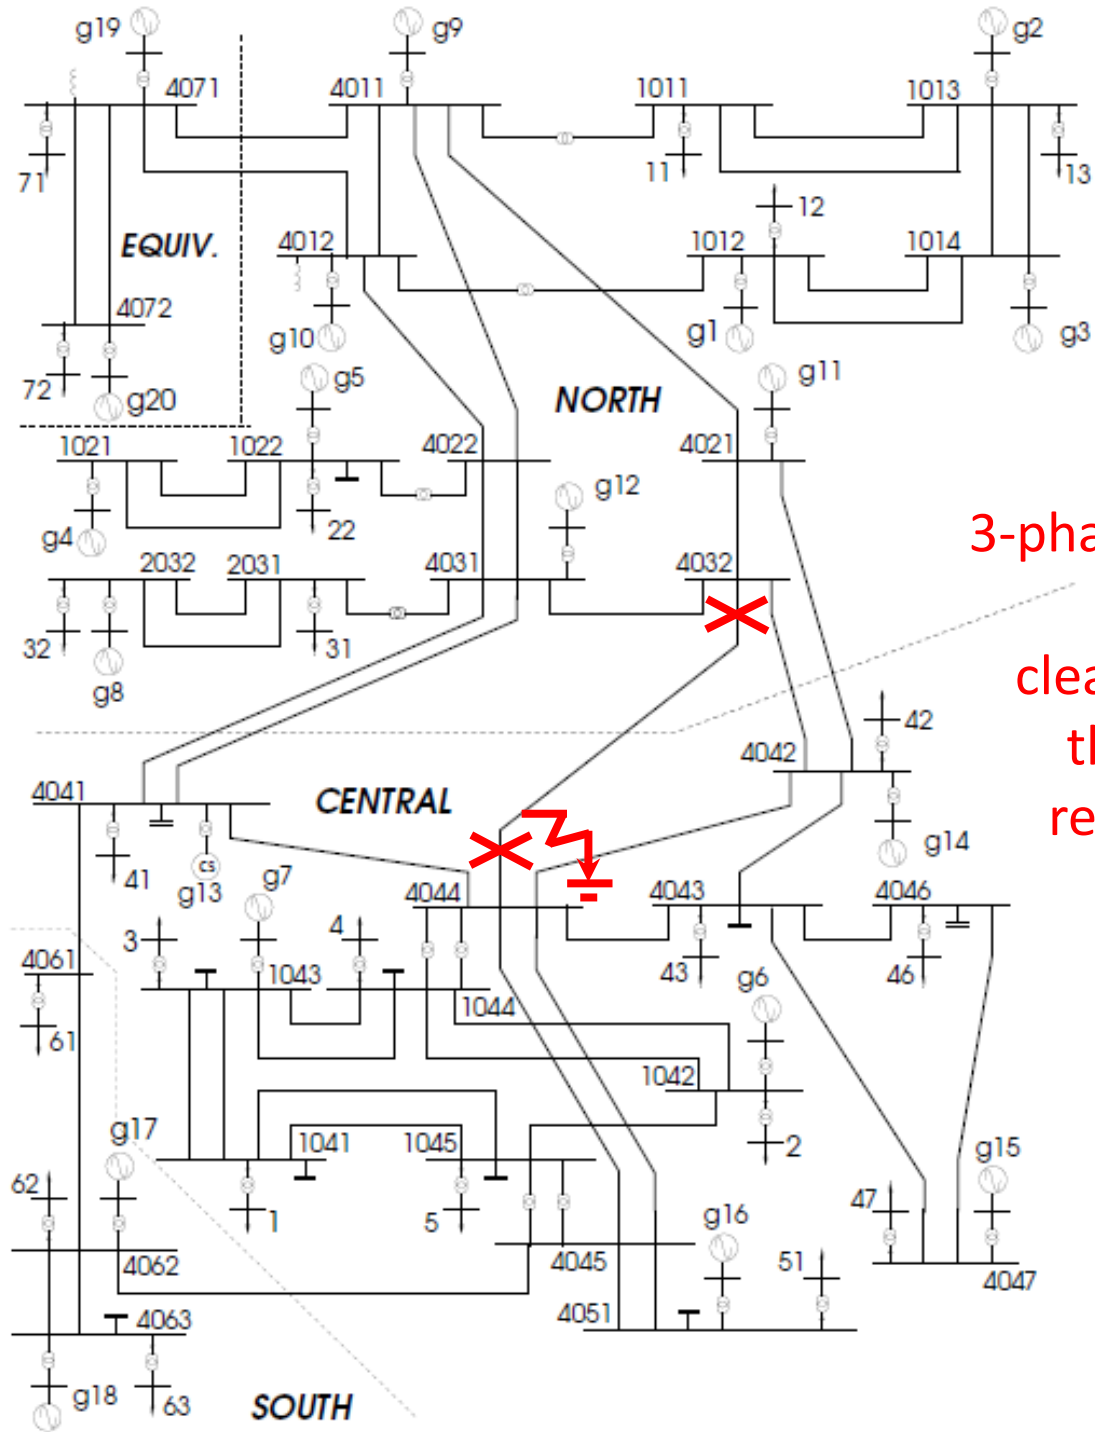 g19 g9 g2
4071 4011 1011 1013
71 11 13
12
EQUIV. 4012 1012 1014
4072 g10 g1 g3
72 g20 g5 NORTH g11
1021 1022 4022 4021
g4 22 g12
3-pha
2032 2031 4031 4032
32 g8 31
clea
th
re
42
4042
4041 CENTRAL
41 cs g13 g7 g14
4044 4043 4046
3 4 43 46
4061 1043 1044 g6
61
1042
g17 1041 1045 2 g15
62 1 5 g16 47
4062 4045 51 4047
4063 4051
g18 63 SOUTH